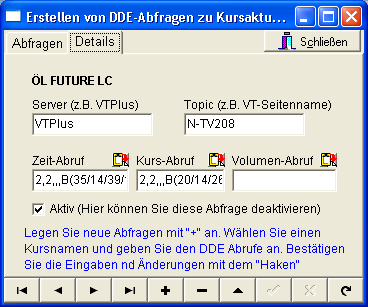 Erstellen von DDE-Abfragen zu Kursaktu...
Abfragen Details Schließen
ÖL FUTURE LC
Server (z.B. VTPlus) Topic (z.B. VT-Seitenname)
VTPlus N-TV208
Zeit-Abruf Kurs-Abruf Volumen-Abruf
2,2,,,B(35/14/39/ 2,2,,,B(20/14/26
Aktiv (Hier können Sie diese Abfrage deaktivieren)
Legen Sie neue Abfragen mit "+" an. Wählen Sie einen
Kursnamen und geben Sie den DDE Abrufe an. Bestätigen
Sie die Eingaben nd Änderungen mit dem "Haken"